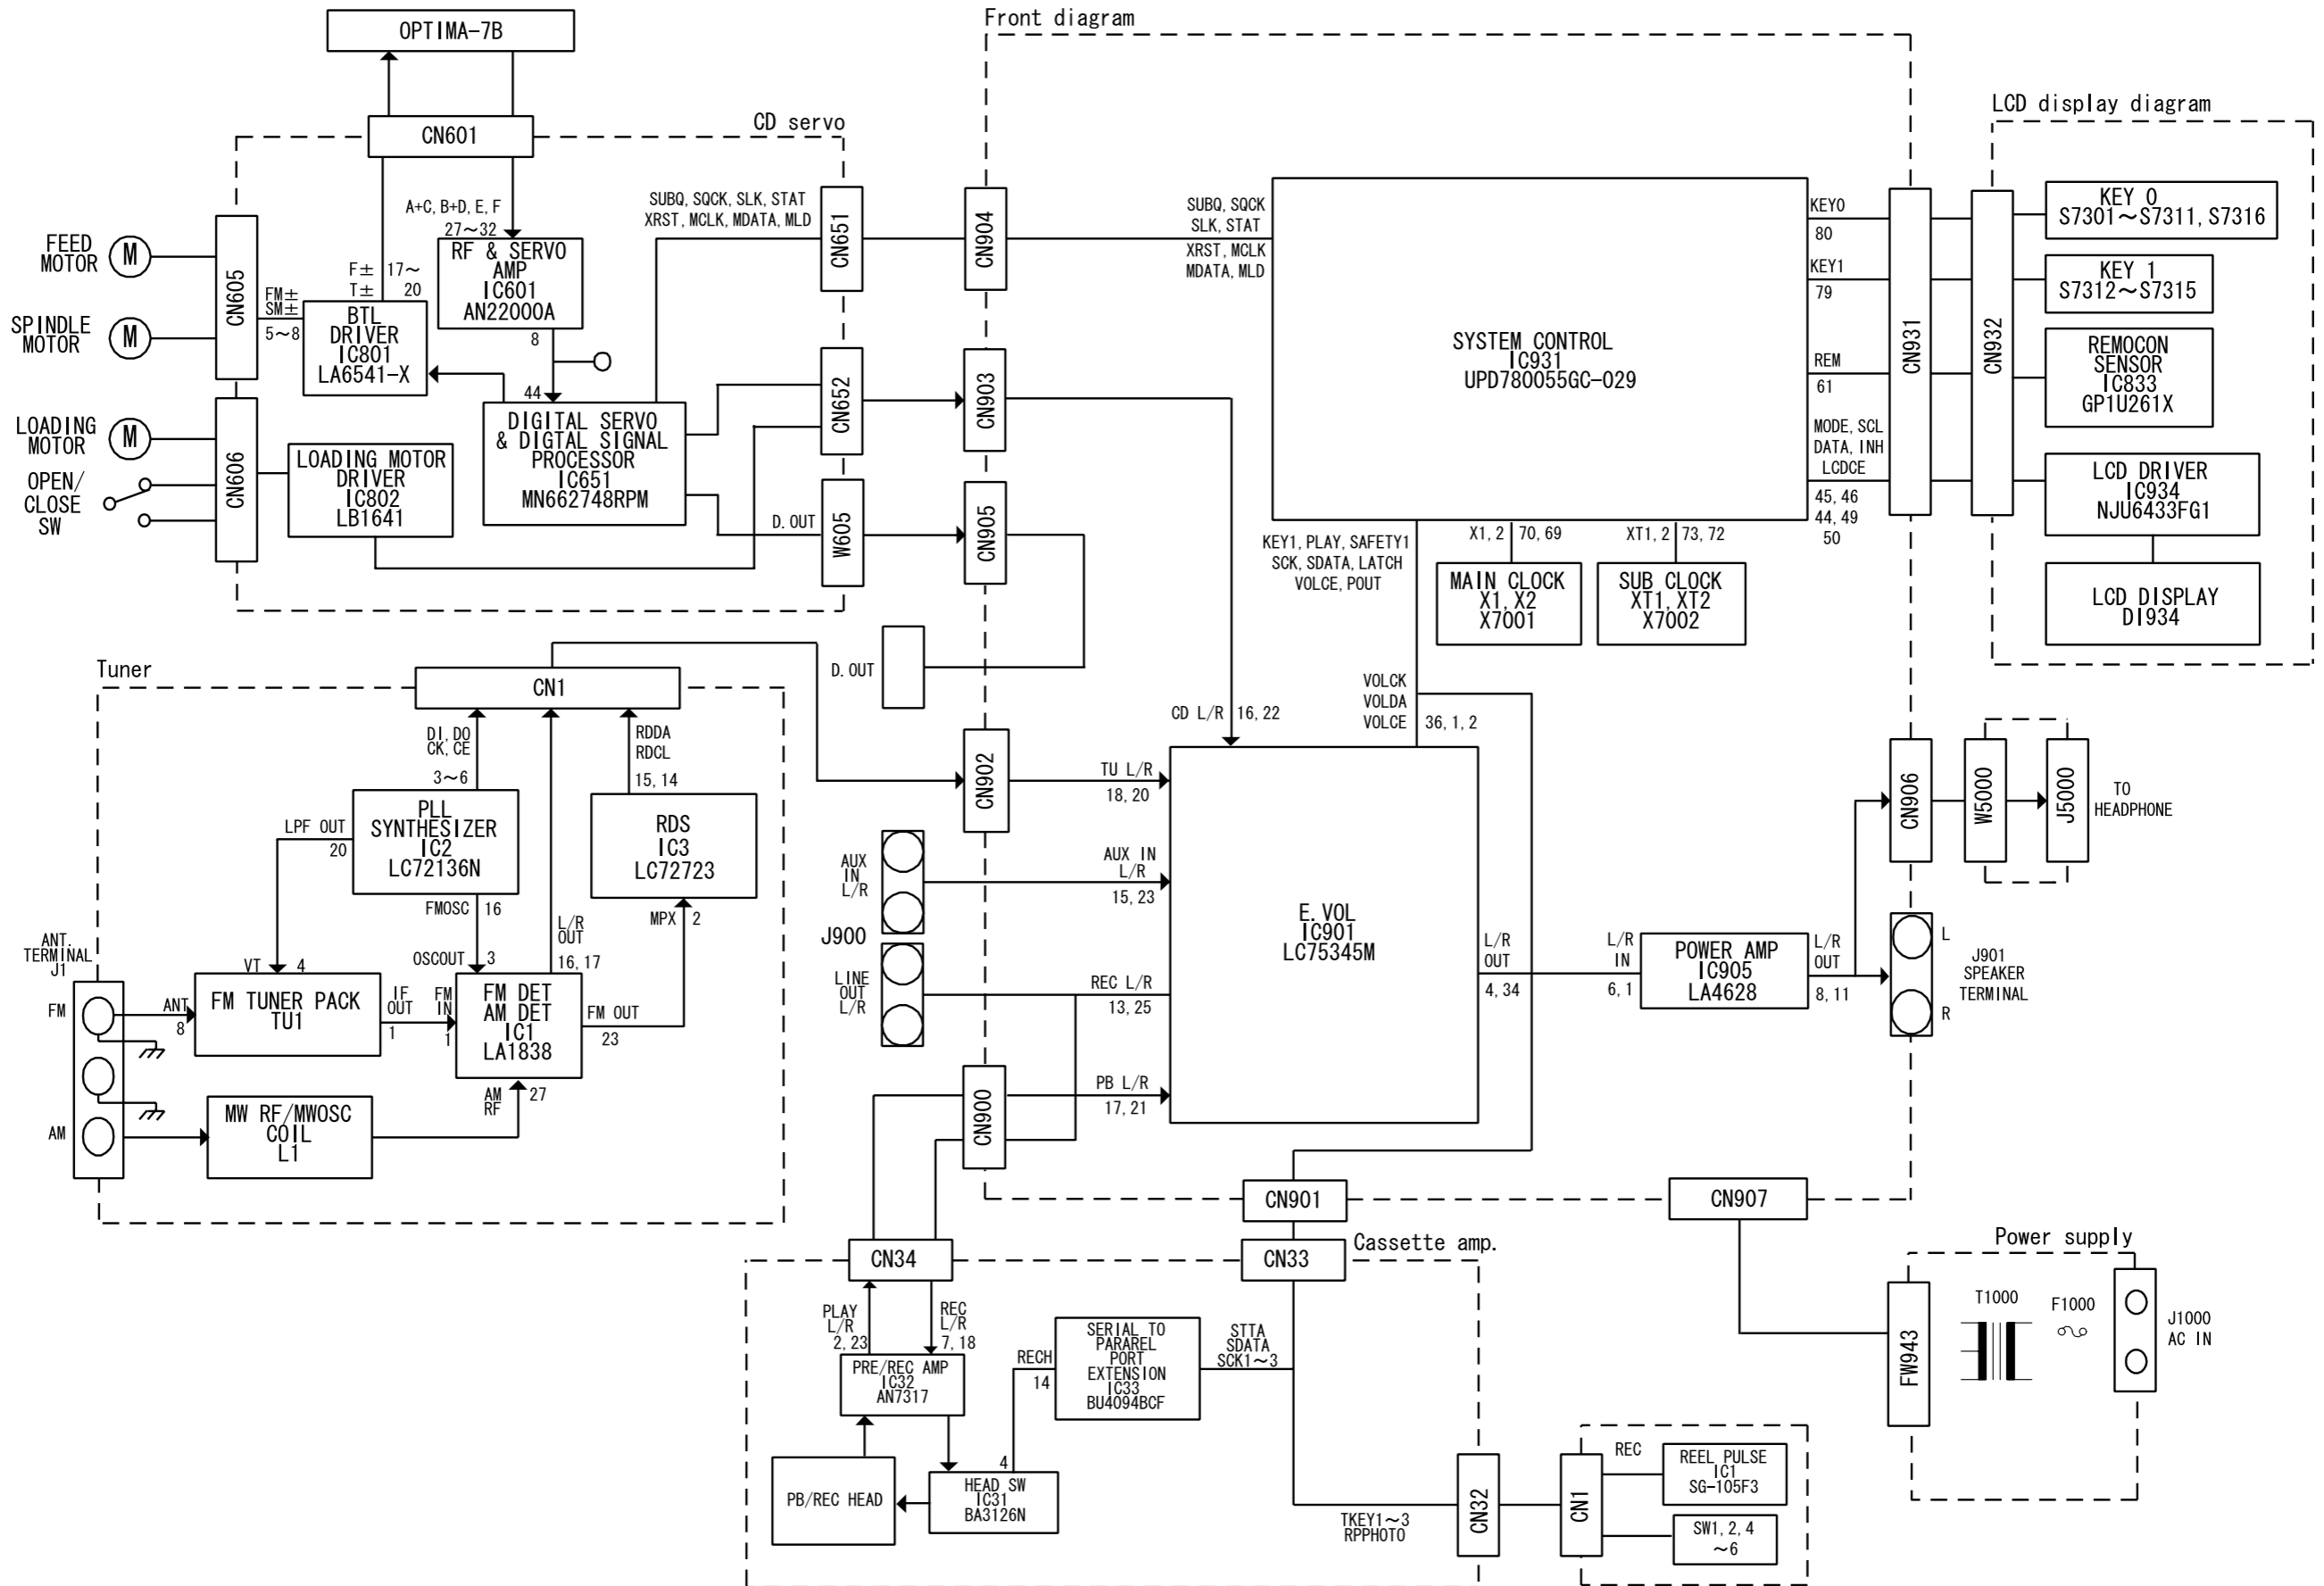 OPTIMA-7B
Front diagram
LCD display diagram
CN601
CD servo
A+C, B+D, E, F
27~32
RF & SERVO
AMP
IC601
AN22000A
8
FEED
MOTOR
M
SPINDLE
MOTOR
M
LOADING
MOTOR
M
OPEN/
CLOSE
SW
CN605
CN606
FM±
SM±
5~8
F± 17~
T± 20
BTL
DRIVER
IC801
LA6541-X
LOADING MOTOR
DRIVER
IC802
LB1641
44
DIGITAL SERVO
& DIGTAL SIGNAL
PROCESSOR
IC651
MN662748RPM
SUBQ, SQCK, SLK, STAT
XRST, MCLK, MDATA, MLD
D.OUT
CN651
CN652
W605
CN904
CN903
CN905
D.OUT
SUBQ, SQCK
SLK, STAT
XRST, MCLK
MDATA, MLD
SYSTEM CONTROL
IC931
UPD780055GC-029
KEY0
80
KEY1
79
REM
61
MODE, SCL
DATA, INH
LCDCE
45, 46
44, 49
50
CN931
CN932
KEY 0
S7301~S7311, S7316
KEY 1
S7312~S7315
REMOCON
SENSOR
IC833
GP1U261X
LCD DRIVER
IC934
NJU6433FG1
LCD DISPLAY
DI934
KEY1, PLAY, SAFETY1
SCK, SDATA, LATCH
VOLCE, POUT
X1, 2 70, 69
MAIN CLOCK
X1, X2
X7001
XT1, 2 73, 72
SUB CLOCK
XT1, XT2
X7002
VOLCK
VOLDA
VOLCE 36, 1, 2
CD L/R 16, 22
Tuner
CN1
DI, DO
CK, CE
3~6
RDDA
RDCL
15, 14
PLL
SYNTHESIZER
IC2
LC72136N
LPF OUT
20
RDS
IC3
LC72723
FMOSC 16
L/R
OUT
16, 17
MPX 2
ANT.
TERMINAL
J1
FM
AM
ANT
8
VT 4
FM TUNER PACK
TU1
IF
OUT
1
FM
IN
1
OSCOUT 3
FM DET
AM DET
IC1
LA1838
FM OUT
23
AM
RF
27
MW RF/MWOSC
COIL
L1
CN902
TU L/R
18, 20
AUX
IN
L/R
AUX IN
L/R
15, 23
J900
LINE
OUT
L/R
REC L/R
13, 25
CN900
PB L/R
17, 21
E.VOL
IC901
LC75345M
L/R
OUT
4, 34
L/R
IN
6, 1
POWER AMP
IC905
LA4628
L/R
OUT
8, 11
CN906
W5000
J5000
TO
HEADPHONE
L
R
J901
SPEAKER
TERMINAL
CN901
CN907
CN34
CN33
Cassette amp.
Power supply
PLAY
L/R
2, 23
REC
L/R
7, 18
PRE/REC AMP
IC32
AN7317
PB/REC HEAD
4
HEAD SW
IC31
BA3126N
RECH
14
SERIAL TO
PARAREL
PORT
EXTENSION
IC33
BU4094BCF
STTA
SDATA
SCK1~3
TKEY1~3
RPPHOTO
CN32
CN1
REC
REEL PULSE
IC1
SG-105F3
SW1, 2, 4
~6
FW943
T1000
F1000
J1000
AC IN